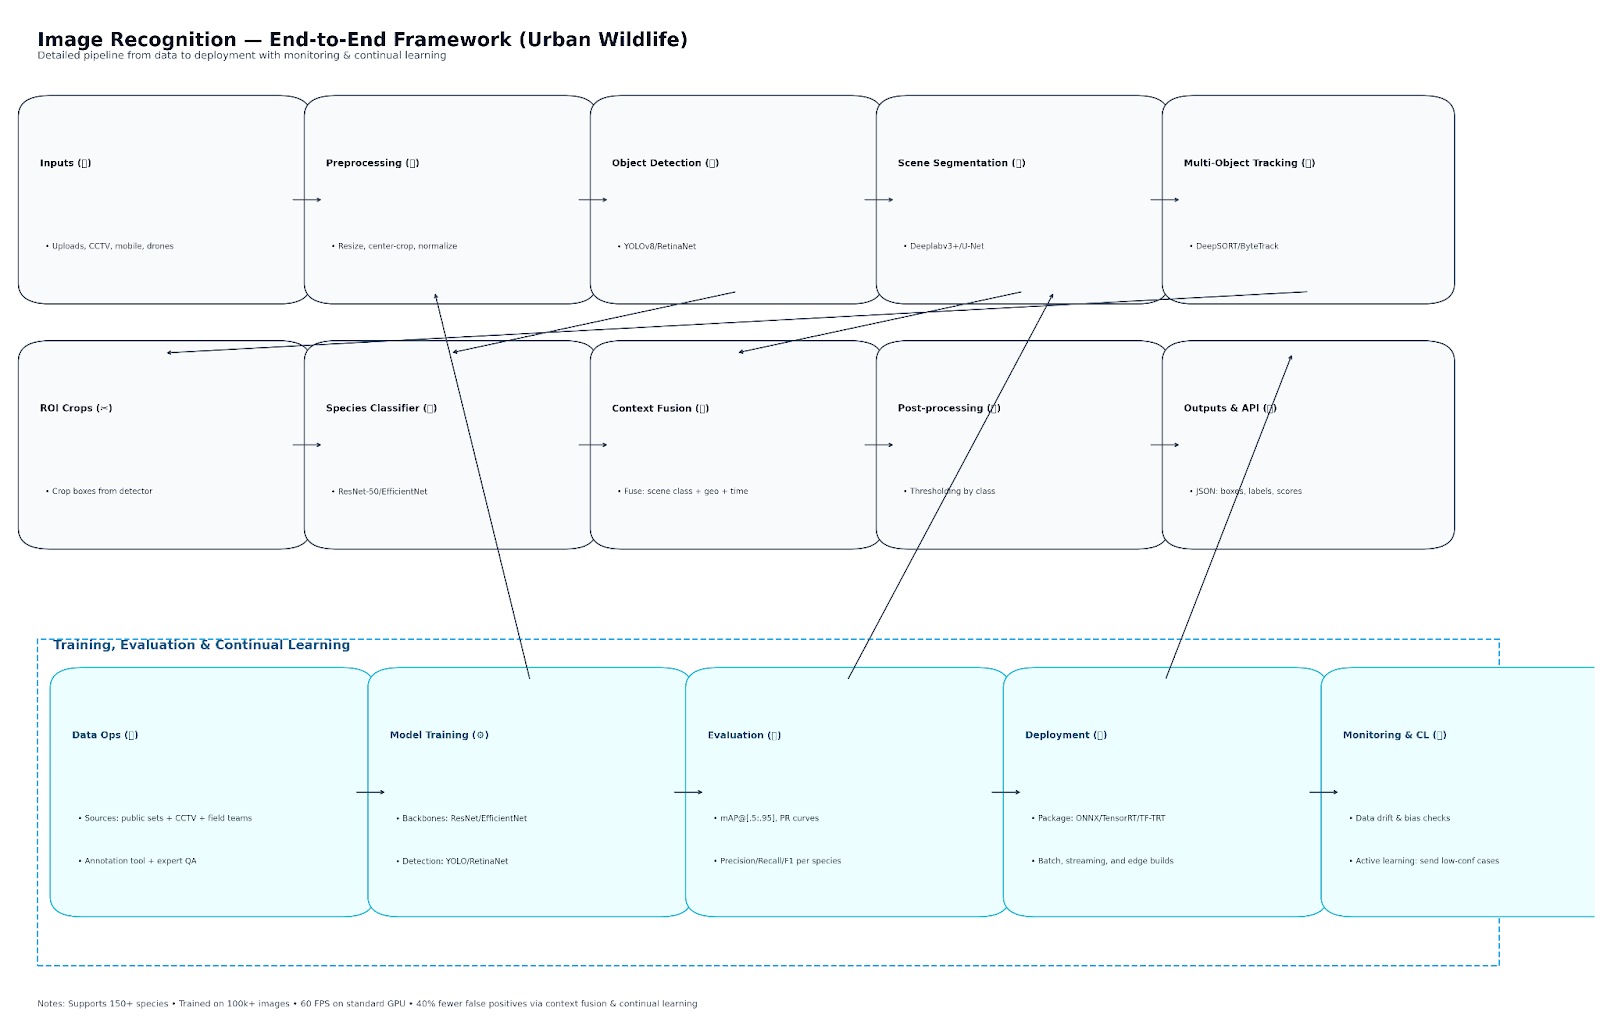 Image Recognition — End-to-End Framework (Urban Wildlife)
Detailed pipeline from data to deployment with monitoring & continual learning
Inputs (▯)
• Uploads, CCTV, mobile, drones
Preprocessing (▯)
• Resize, center-crop, normalize
Object Detection (▯)
• YOLOv8/RetinaNet
Scene Segmentation (▯)
• Deeplabv3+/U-Net
Multi-Object Tracking (▯)
• DeepSORT/ByteTrack
ROI Crops (✂)
• Crop boxes from detector
Species Classifier (▯)
• ResNet-50/EfficientNet
Context Fusion (▯)
• Fuse: scene class + geo + time
Post-processing (▯)
• Thresholding by class
Outputs & API (▯)
• JSON: boxes, labels, scores
Training, Evaluation & Continual Learning
Data Ops (▯)
• Sources: public sets + CCTV + field teams
• Annotation tool + expert QA
Model Training (⚙)
• Backbones: ResNet/EfficientNet
• Detection: YOLO/RetinaNet
Evaluation (▯)
• mAP@[.5:.95], PR curves
• Precision/Recall/F1 per species
Deployment (▯)
• Package: ONNX/TensorRT/TF-TRT
• Batch, streaming, and edge builds
Monitoring & CL (▯)
• Data drift & bias checks
• Active learning: send low-conf cases
Notes: Supports 150+ species • Trained on 100k+ images • 60 FPS on standard GPU • 40% fewer false positives via context fusion & continual learning